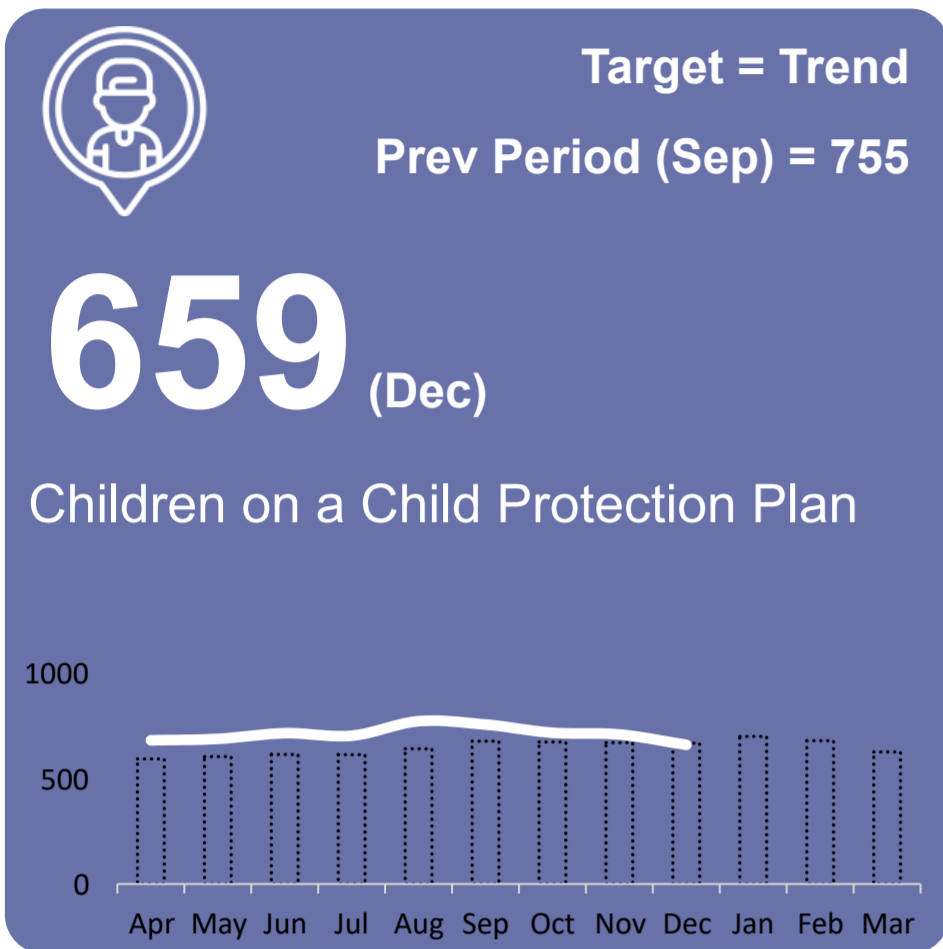 Target = Trend
Prev Period (Sep) = 755
659 (Dec)
Children on a Child Protection Plan
1000
500
0
Apr May Jun Jul Aug Sep Oct Nov Dec Jan Feb Mar